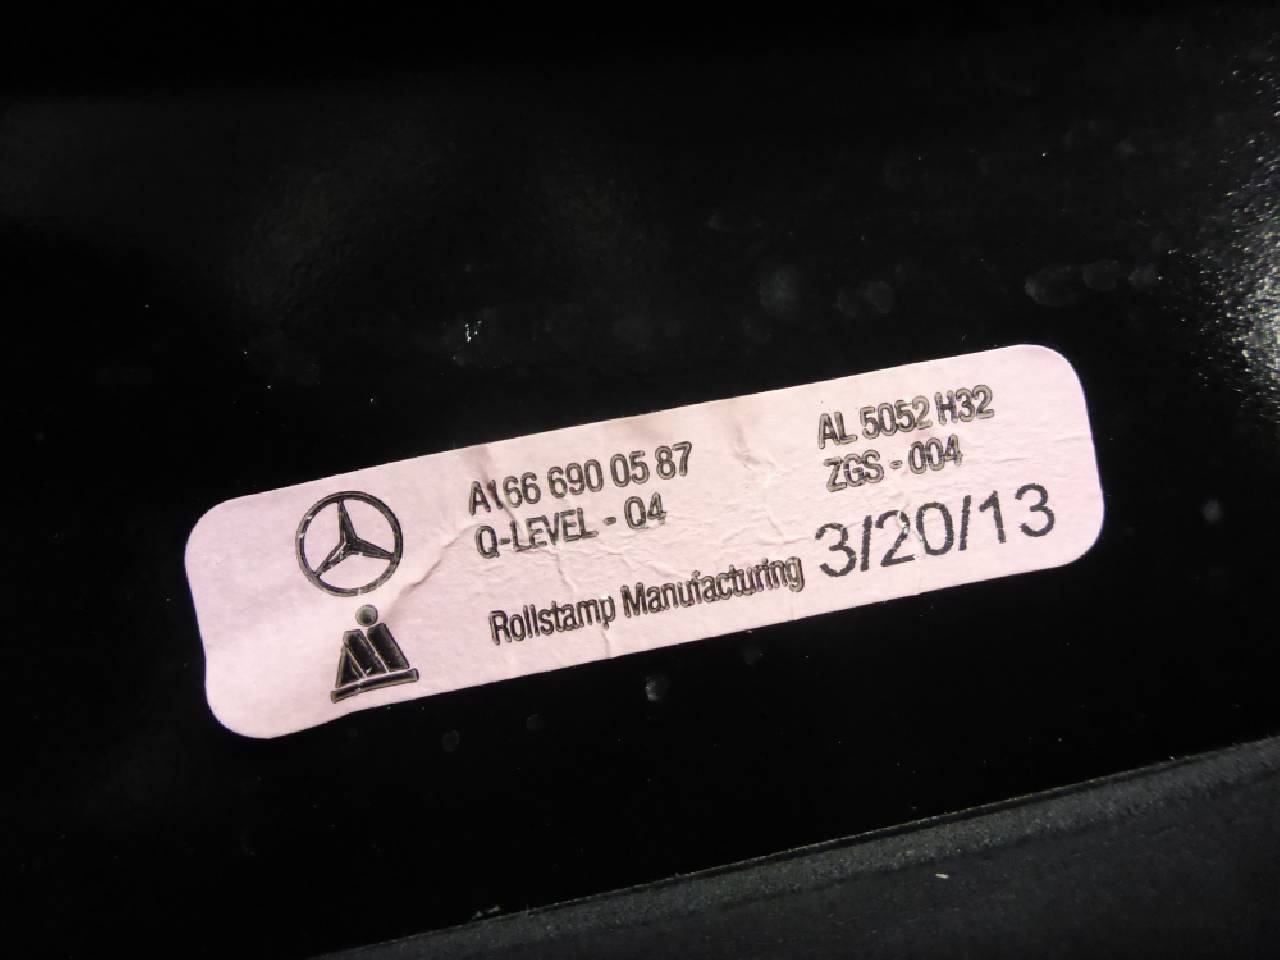 A166 690 05 87
Q-LEVEL - Q4
AL 5052 H32
ZGS - 004
Rollstamp Manufacturing 3/20/13